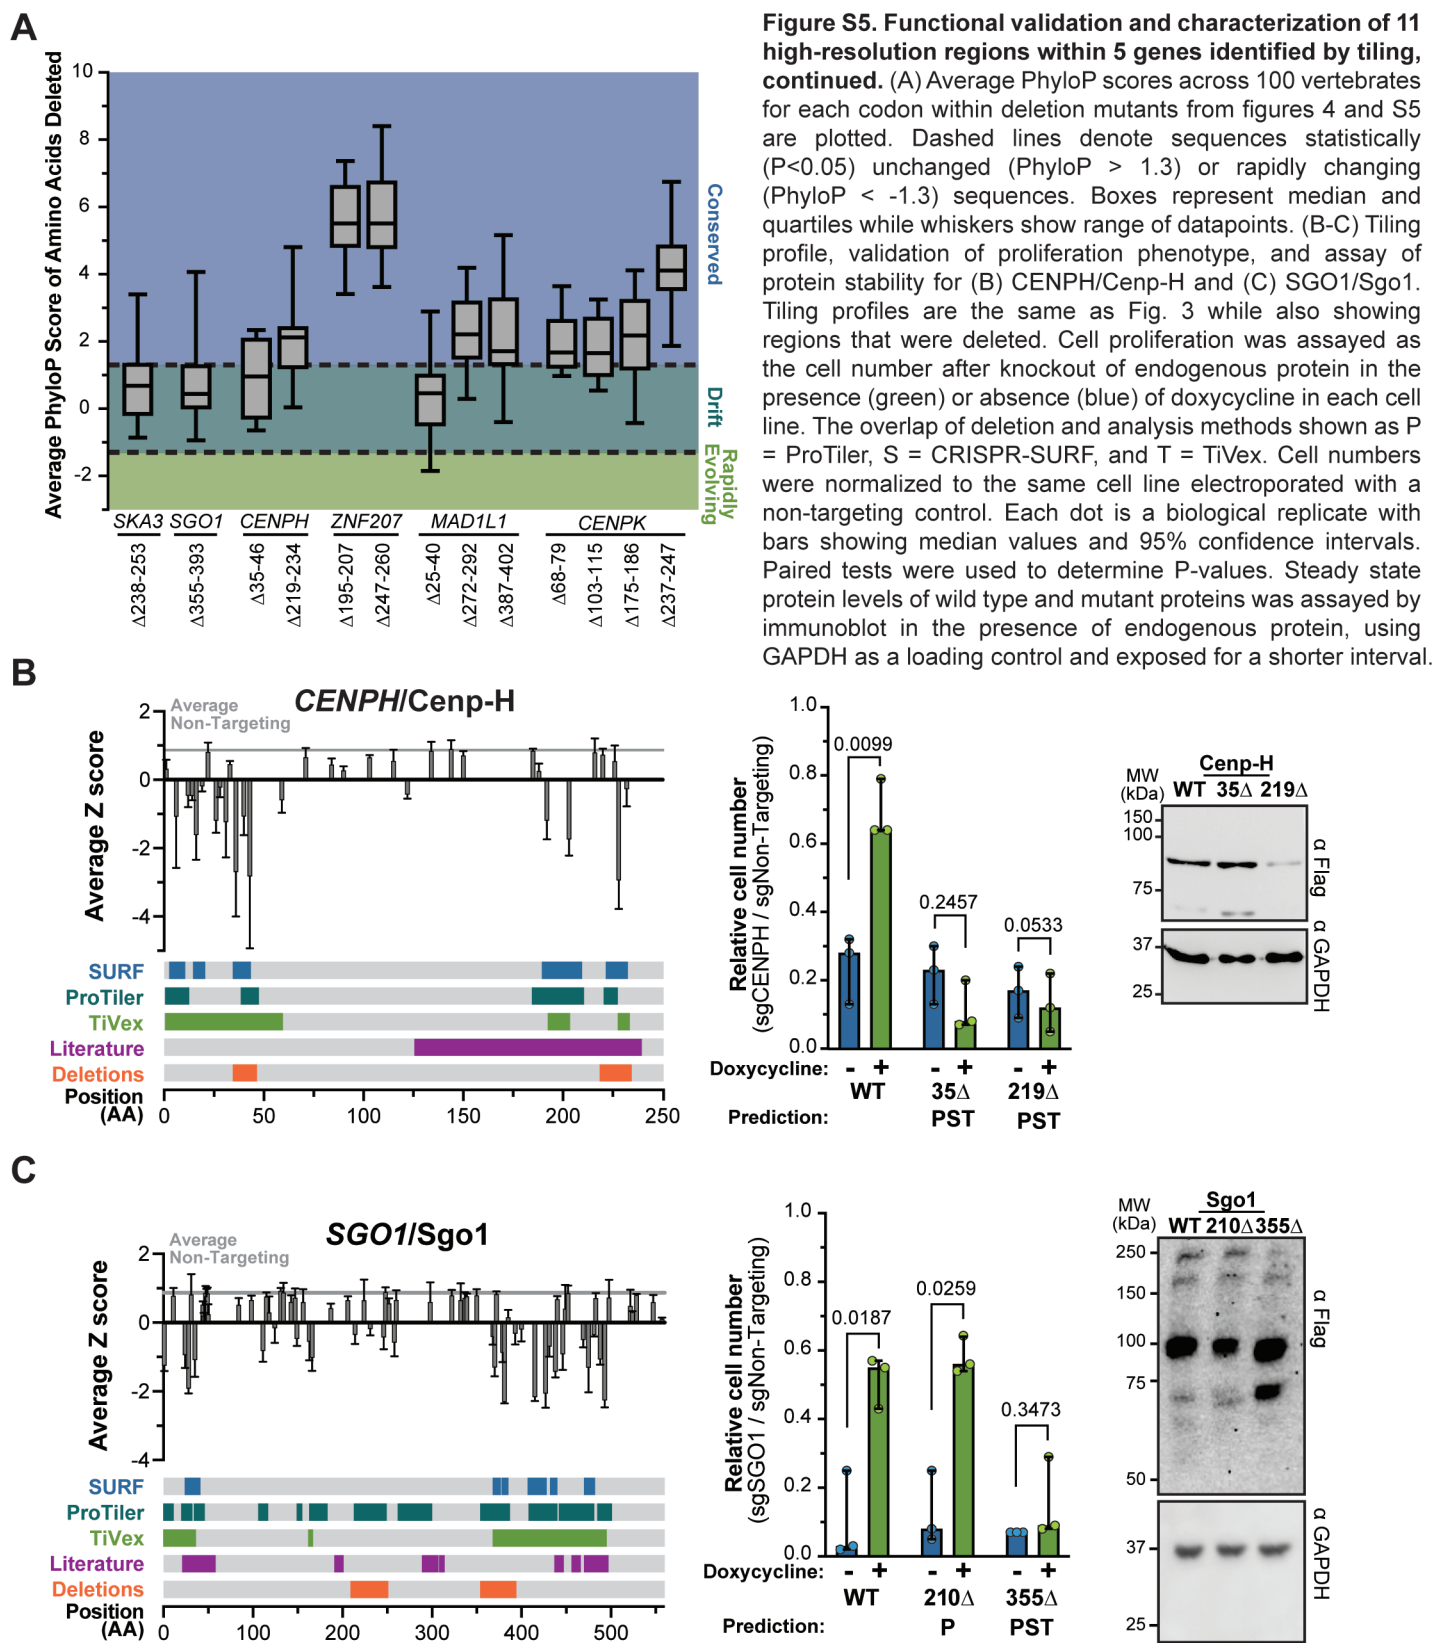 A
Average PhyloP Score of Amino Acids Deleted
10
8
6
4
2
0
-2
Conserved
Drift
Rapidly
Evolving
SKA3 SGO1 CENPH ZNF207 MAD1L1 CENPK
Δ238-253
Δ355-393
Δ35-46
Δ219-234
Δ195-207
Δ247-260
Δ25-40
Δ272-292
Δ387-402
Δ68-79
Δ103-115
Δ175-186
Δ237-247
Figure S5. Functional validation and characterization of 11
high-resolution regions within 5 genes identified by tiling,
continued. (A) Average PhyloP scores across 100 vertebrates
for each codon within deletion mutants from figures 4 and S5
are plotted. Dashed lines denote sequences statistically
(P<0.05) unchanged (PhyloP > 1.3) or rapidly changing
(PhyloP < -1.3) sequences. Boxes represent median and
quartiles while whiskers show range of datapoints. (B-C) Tiling
profile, validation of proliferation phenotype, and assay of
protein stability for (B) CENPH/Cenp-H and (C) SGO1/Sgo1.
Tiling profiles are the same as Fig. 3 while also showing
regions that were deleted. Cell proliferation was assayed as
the cell number after knockout of endogenous protein in the
presence (green) or absence (blue) of doxycycline in each cell
line. The overlap of deletion and analysis methods shown as P
= ProTiler, S = CRISPR-SURF, and T = TiVex. Cell numbers
were normalized to the same cell line electroporated with a
non-targeting control. Each dot is a biological replicate with
bars showing median values and 95% confidence intervals.
Paired tests were used to determine P-values. Steady state
protein levels of wild type and mutant proteins was assayed by
immunoblot in the presence of endogenous protein, using
GAPDH as a loading control and exposed for a shorter interval.
B
CENPH/Cenp-H
Average
Non-Targeting
Average Z score
2
0
-2
-4
SURF
ProTiler
TiVex
Literature
Deletions
Position
(AA)
0 50 100 150 200 250
Relative cell number
(sgCENPH / sgNon-Targeting)
1.0
0.8
0.6
0.4
0.2
0.0
0.0099
0.2457
0.0533
Doxycycline: - + - + - +
WT 35Δ 219Δ
Prediction: PST PST
Cenp-H
MW
(kDa)
WT 35Δ 219Δ
150
100
75
37
25
α Flag
α GAPDH
C
SGO1/Sgo1
Average
Non-Targeting
Average Z score
2
0
-2
-4
SURF
ProTiler
TiVex
Literature
Deletions
Position
(AA)
0 100 200 300 400 500
Relative cell number
(sgSGO1 / sgNon-Targeting)
1.0
0.8
0.6
0.4
0.2
0.0
0.0187
0.0259
0.3473
Doxycycline: - + - + - +
WT 210Δ 355Δ
Prediction: P PST
Sgo1
MW
(kDa)
WT 210Δ 355Δ
250
150
100
75
50
37
25
α Flag
α GAPDH